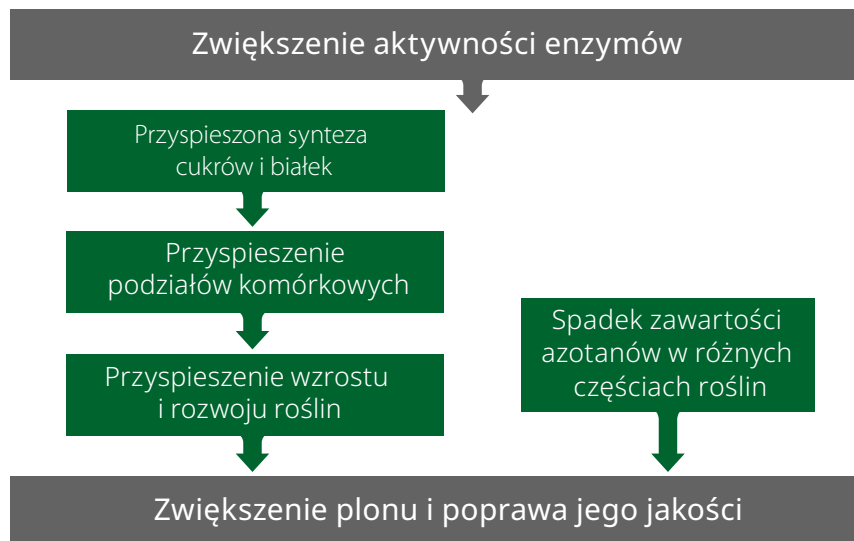 Zwiększenie aktywności enzymów
Przyspieszona synteza
cukrów i białek
Przyspieszenie
podziałów komórkowych
Przyspieszenie wzrostu
i rozwoju roślin
Spadek zawartości
azotanów w różnych
częściach roślin
Zwiększenie plonu i poprawa jego jakości